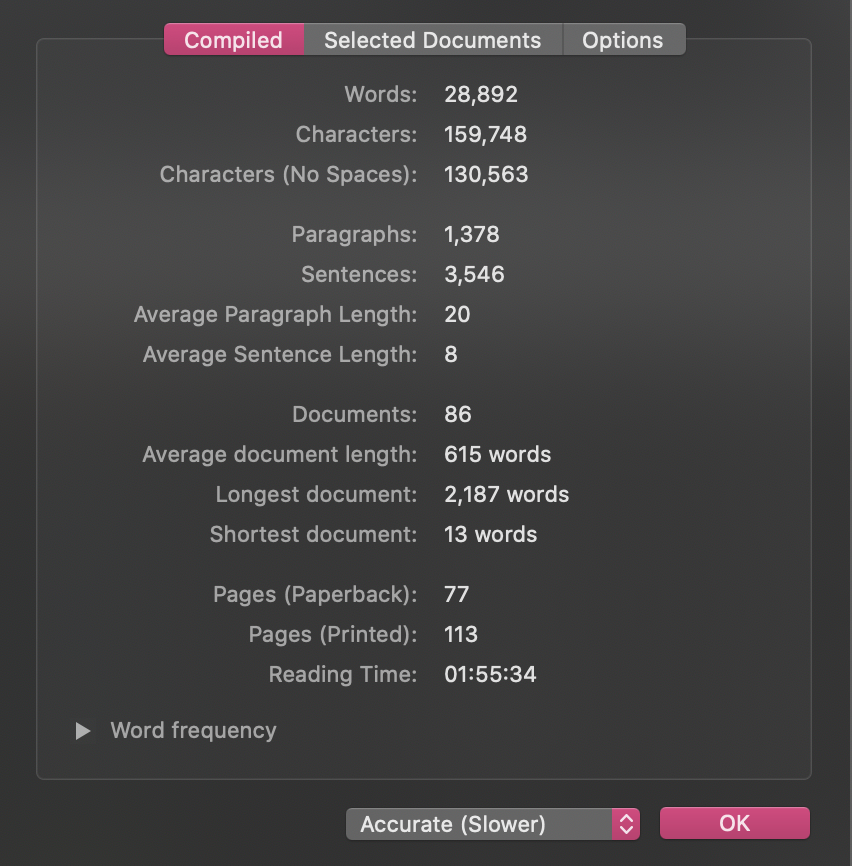 Compiled Selected Documents Options
Words: 28,892
Characters: 159,748
Characters (No Spaces): 130,563
Paragraphs: 1,378
Sentences: 3,546
Average Paragraph Length: 20
Average Sentence Length: 8
Documents: 86
Average document length: 615 words
Longest document: 2,187 words
Shortest document: 13 words
Pages (Paperback): 77
Pages (Printed): 113
Reading Time: 01:55:34
Word frequency
Accurate (Slower) OK